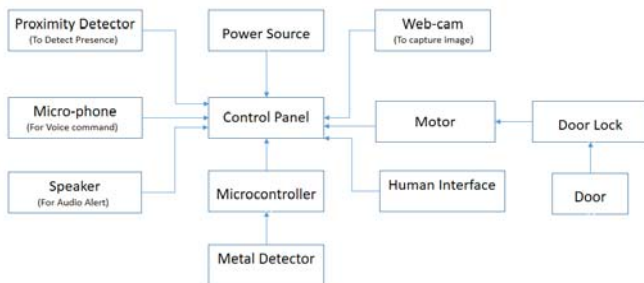 Proximity Detector
(To Detect Presence)
Power Source
Web-cam
(To capture Image)
Micro-phone
(For Voice command)
Control Panel
Motor
Door Lock
Speaker
(For Audio Alert)
Microcontroller
Human Interface
Door
Metal Detector